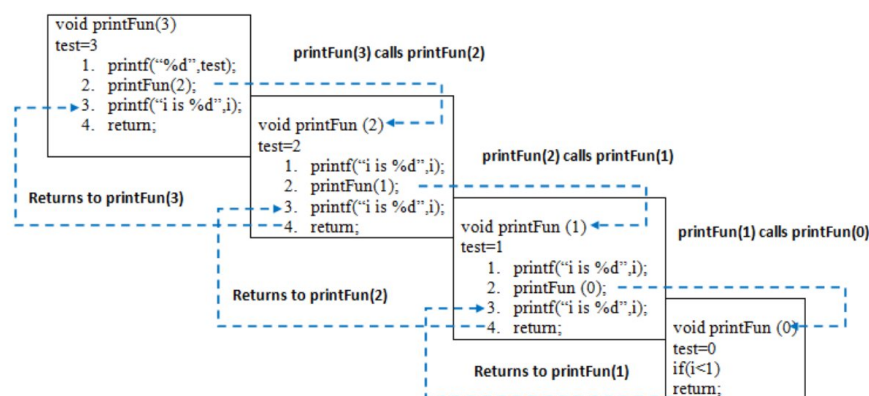 void printFun(3)
test=3
1. printf(“%d”,test);
2. printFun(2);
3. printf(“i is %d”,i);
4. return;
printFun(3) calls printFun(2)
void printFun (2)
test=2
1. printf(“i is %d”,i);
2. printFun(1);
3. printf(“i is %d”,i);
4. return;
printFun(2) calls printFun(1)
Returns to printFun(3)
void printFun (1)
test=1
1. printf(“i is %d”,i);
2. printFun (0);
3. printf(“i is %d”,i);
4. return;
printFun(1) calls printFun(0)
Returns to printFun(2)
void printFun (0)
test=0
if(i<1)
return;
Returns to printFun(1)